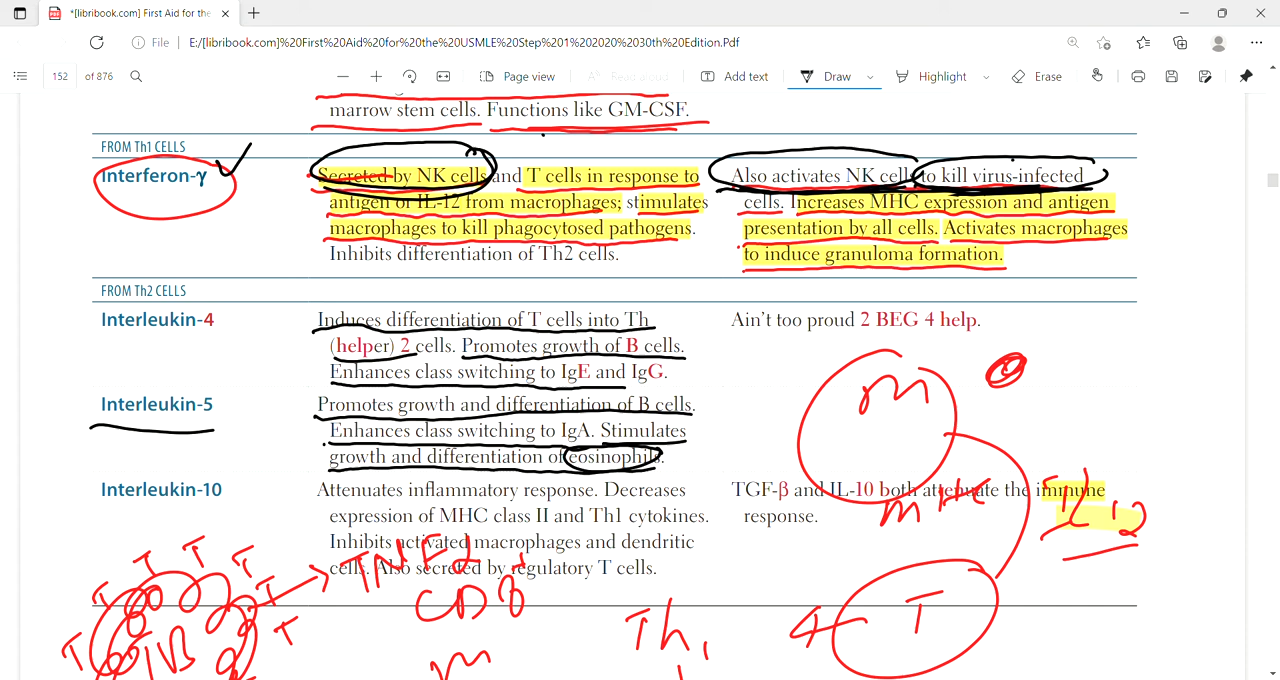 *[libribook.com] First Aid for the
File
E:/[libribook.com]%20First%20Aid%20for%20the%20USMLE%20Step%201%202020%2030th%20Edition.Pdf
152 of 876
Page view
Read aloud
Add text
Draw
Highlight
Erase
marrow stem cells. Functions like GM-CSF.
FROM Th1 CELLS
Interferon-γ
Secreted by NK cells and T cells in response to
antigen or IL-12 from macrophages; stimulates
macrophages to kill phagocytosed pathogens.
Inhibits differentiation of Th2 cells.
Also activates NK cells to kill virus-infected
cells. Increases MHC expression and antigen
presentation by all cells. Activates macrophages
to induce granuloma formation.
FROM Th2 CELLS
Interleukin-4
Induces differentiation of T cells into Th
(helper) 2 cells. Promotes growth of B cells.
Enhances class switching to IgE and IgG.
Ain't too proud 2 BEG 4 help.
Interleukin-5
Promotes growth and differentiation of B cells.
Enhances class switching to IgA. Stimulates
growth and differentiation of eosinophils.
Interleukin-10
Attenuates inflammatory response. Decreases
expression of MHC class II and Th1 cytokines.
Inhibits activated macrophages and dendritic
cells. Also secreted by regulatory T cells.
TGF-β and IL-10 both attenuate the immune
response.
m
MHC
IL 12
T
4
T T T T T T T
TB
TNF α
CD8+
m
Th1